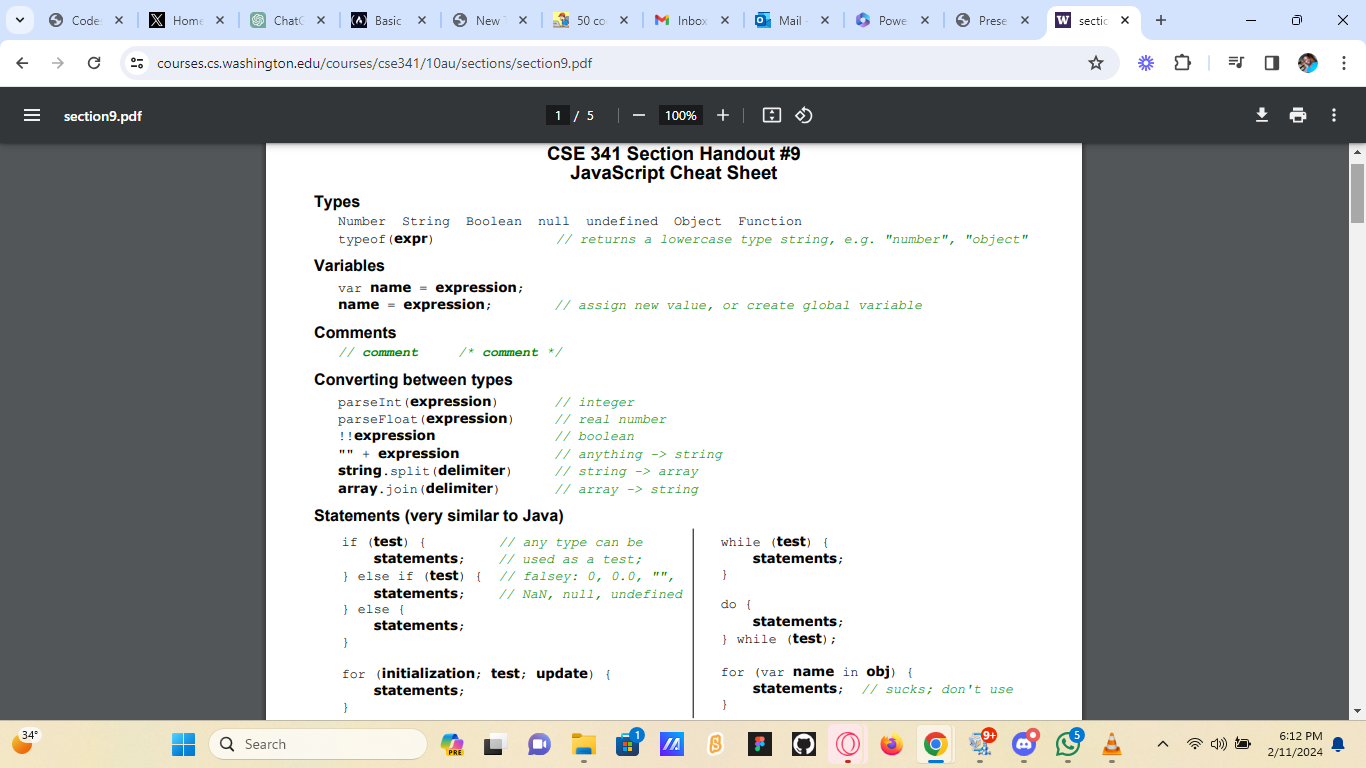 Code:
Home
ChatG
Basic
New T
50 co
Inbox
Mail -
Powe
Prese
sectic
courses.cs.washington.edu/courses/cse341/10au/sections/section9.pdf
section9.pdf
1 / 5
100%
CSE 341 Section Handout #9
JavaScript Cheat Sheet
Types
Number String Boolean null undefined Object Function
typeof(expr) // returns a lowercase type string, e.g. "number", "object"
Variables
var name = expression;
name = expression; // assign new value, or create global variable
Comments
// comment /* comment */
Converting between types
parseInt(expression) // integer
parseFloat(expression) // real number
!!expression // boolean
"" + expression // anything -> string
string.split(delimiter) // string -> array
array.join(delimiter) // array -> string
Statements (very similar to Java)
if (test) { // any type can be
statements; // used as a test;
} else if (test) { // falsey: 0, 0.0, "",
statements; // NaN, null, undefined
} else {
statements;
}
for (initialization; test; update) {
statements;
}
while (test) {
statements;
}
do {
statements;
} while (test);
for (var name in obj) {
statements; // sucks; don't use
}
34°
Search
PRE
1
9+
5
6:12 PM
2/11/2024